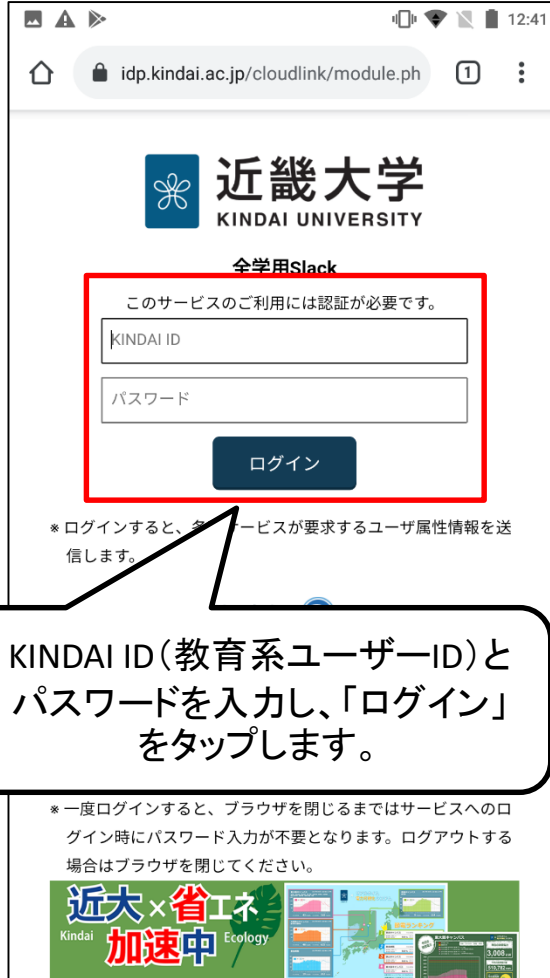 12:41
idp.kindai.ac.jp/cloudlink/module.ph
1
近畿大学
KINDAI UNIVERSITY
全学用Slack
このサービスのご利用には認証が必要です。
KINDAI ID
パスワード
ログイン
※ ログインすると、各 ービスが要求するユーザ属性情報を送
信します。
KINDAI ID（教育系ユーザーID）と
パスワードを入力し、「ログイン」
をタップします。
※ 一度ログインすると、ブラウザを閉じるまではサービスへのロ
グイン時にパスワード入力が不要となります。ログアウトする
場合はブラウザを閉じてください。
近大×省エネ
Kindai 加速中 Ecology
3,008